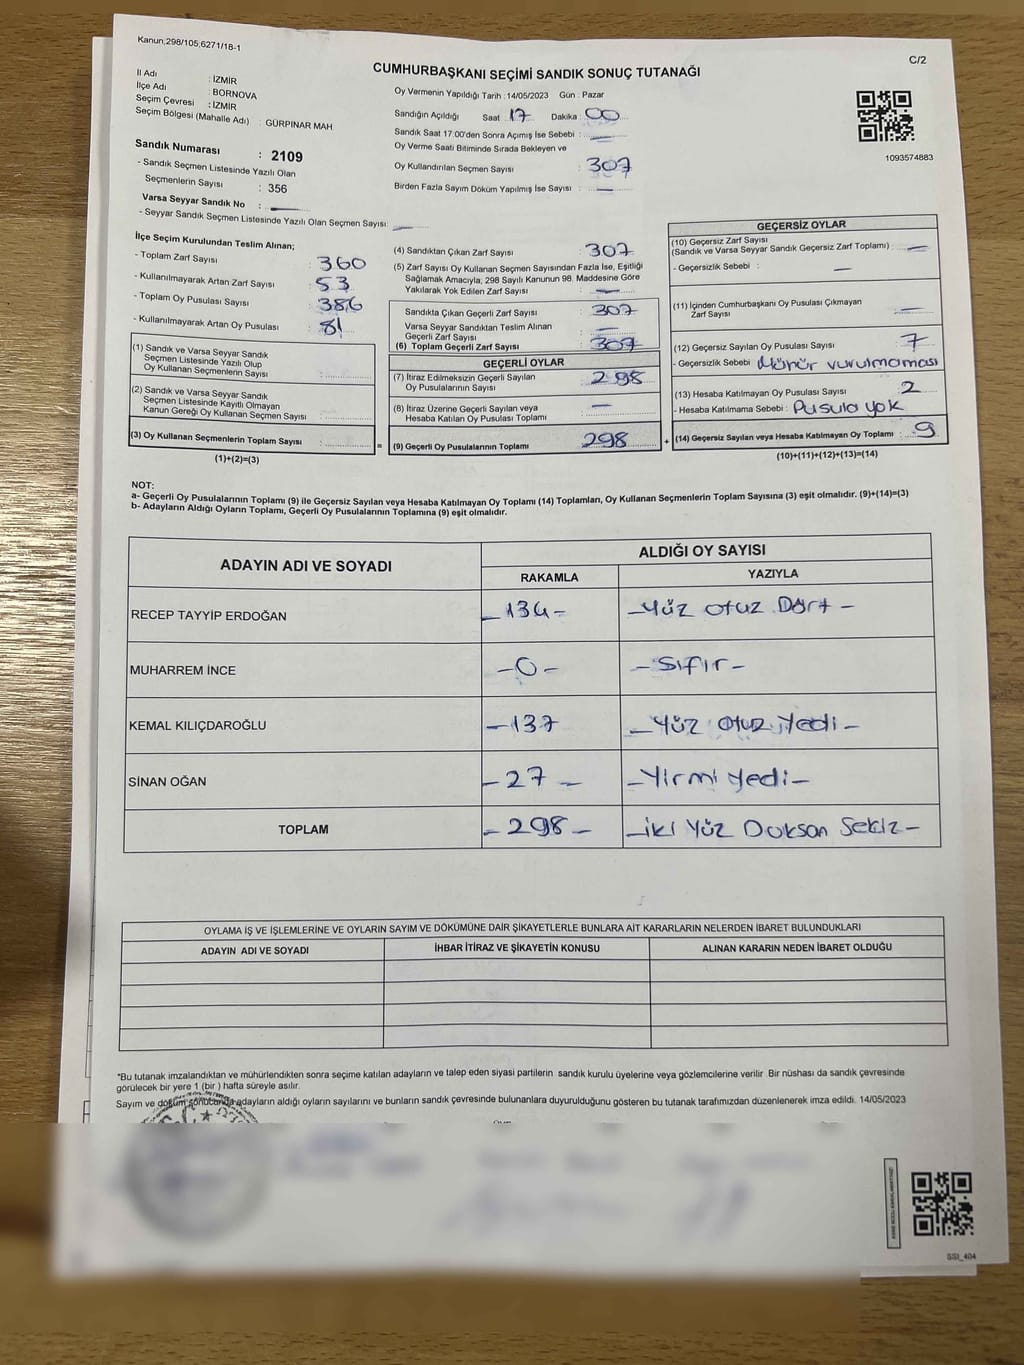 Kanun;298/105;6271/18-1
C/2
CUMHURBAŞKANI SEÇİMİ SANDIK SONUÇ TUTANAĞI
İl Adı : İZMİR
İlçe Adı : BORNOVA
Seçim Çevresi : İZMİR
Seçim Bölgesi (Mahalle Adı) : GÜRPINAR MAH
Sandık Numarası : 2109
- Sandık Seçmen Listesinde Yazılı Olan
Seçmenlerin Sayısı : 356
Varsa Seyyar Sandık No : —
- Seyyar Sandık Seçmen Listesinde Yazılı Olan Seçmen Sayısı: —
Oy Vermenin Yapıldığı Tarih :14/05/2023 Gün : Pazar
Sandığın Açıldığı Saat 17 Dakika 00
Sandık Saat 17:00'den Sonra Açımış İse Sebebi : —
Oy Verme Saati Bitiminde Sırada Bekleyen ve
Oy Kullandırılan Seçmen Sayısı : 307
Birden Fazla Sayım Döküm Yapılmış İse Sayısı : —
1093574883
İlçe Seçim Kurulundan Teslim Alınan;
- Toplam Zarf Sayısı : 360
- Kullanılmayarak Artan Zarf Sayısı : 53
- Toplam Oy Pusulası Sayısı : 386
- Kullanılmayarak Artan Oy Pusulası : 81
(1) Sandık ve Varsa Seyyar Sandık
Seçmen Listesinde Yazılı Olup
Oy Kullanan Seçmenlerin Sayısı :
(2) Sandık ve Varsa Seyyar Sandık
Seçmen Listesinde Kayıtlı Olmayan
Kanun Gereği Oy Kullanan Seçmen Sayısı :
(3) Oy Kullanan Seçmenlerin Toplam Sayısı :
(1)+(2)=(3)
(4) Sandıktan Çıkan Zarf Sayısı : 307
(5) Zarf Sayısı Oy Kullanan Seçmen Sayısından Fazla İse, Eşitliği
Sağlamak Amacıyla; 298 Sayılı Kanunun 98. Maddesine Göre
Yakılarak Yok Edilen Zarf Sayısı : —
Sandıkta Çıkan Geçerli Zarf Sayısı : 307
Varsa Seyyar Sandıktan Teslim Alınan
Geçerli Zarf Sayısı : —
(6) Toplam Geçerli Zarf Sayısı : 307
GEÇERLİ OYLAR
(7) İtiraz Edilmeksizin Geçerli Sayılan
Oy Pusulalarının Sayısı : 298
(8) İtiraz Üzerine Geçerli Sayılan veya
Hesaba Katılan Oy Pusulası Toplamı : —
= (9) Geçerli Oy Pusulalarının Toplamı : 298 +
GEÇERSİZ OYLAR
(10) Geçersiz Zarf Sayısı
(Sandık ve Varsa Seyyar Sandık Geçersiz Zarf Toplamı) : —
- Geçersizlik Sebebi : —
(11) İçinden Cumhurbaşkanı Oy Pusulası Çıkmayan
Zarf Sayısı : —
(12) Geçersiz Sayılan Oy Pusulası Sayısı : 7
- Geçersizlik Sebebi : Mühür vurulmaması
(13) Hesaba Katılmayan Oy Pusulası Sayısı : 2
- Hesaba Katılmama Sebebi : Pusula yok
(14) Geçersiz Sayılan veya Hesaba Katılmayan Oy Toplamı : 9
(10)+(11)+(12)+(13)=(14)
NOT:
a- Geçerli Oy Pusulalarının Toplamı (9) ile Geçersiz Sayılan veya Hesaba Katılmayan Oy Toplamı (14) Toplamları, Oy Kullanan Seçmenlerin Toplam Sayısına (3) eşit olmalıdır. (9)+(14)=(3)
b- Adayların Aldığı Oyların Toplamı, Geçerli Oy Pusulalarının Toplamına (9) eşit olmalıdır.
ADAYIN ADI VE SOYADI
ALDIĞI OY SAYISI
RAKAMLA YAZIYLA
RECEP TAYYİP ERDOĞAN –134– –Yüz otuz Dört–
MUHARREM İNCE –0– –Sıfır–
KEMAL KILIÇDAROĞLU –137 –Yüz otuz Yedi–
SİNAN OĞAN –27– –Yirmi Yedi–
TOPLAM –298– –iki Yüz Doksan Sekiz–
OYLAMA İŞ VE İŞLEMLERİNE VE OYLARIN SAYIM VE DÖKÜMÜNE DAİR ŞİKAYETLERLE BUNLARA AİT KARARLARIN NELERDEN İBARET BULUNDUKLARI
ADAYIN ADI VE SOYADI İHBAR İTİRAZ VE ŞİKAYETİN KONUSU ALINAN KARARIN NEDEN İBARET OLDUĞU
*Bu tutanak imzalandıktan ve mühürlendikten sonra seçime katılan adayların ve talep eden siyasi partilerin sandık kurulu üyelerine veya gözlemcilerine verilir .Bir nüshası da sandık çevresinde
görülecek bir yere 1 (bir ) hafta süreyle asılır.
Sayım ve döküm sonucunda adayların aldığı oyların sayılarını ve bunların sandık çevresinde bulunanlara duyurulduğunu gösteren bu tutanak tarafımızdan düzenlenerek imza edildi. 14/05/2023
SSI_404